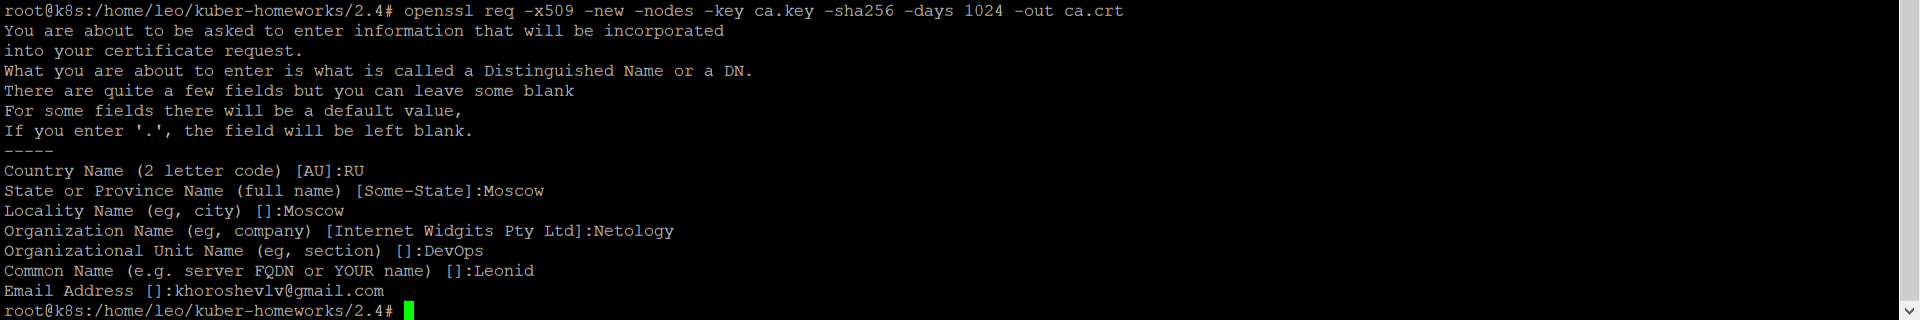 root@k8s:/home/leo/kuber-homeworks/2.4# openssl req -x509 -new -nodes -key ca.key -sha256 -days 1024 -out ca.crt
You are about to be asked to enter information that will be incorporated
into your certificate request.
What you are about to enter is what is called a Distinguished Name or a DN.
There are quite a few fields but you can leave some blank
For some fields there will be a default value,
If you enter '.', the field will be left blank.
-----
Country Name (2 letter code) [AU]:RU
State or Province Name (full name) [Some-State]:Moscow
Locality Name (eg, city) []:Moscow
Organization Name (eg, company) [Internet Widgits Pty Ltd]:Netology
Organizational Unit Name (eg, section) []:DevOps
Common Name (e.g. server FQDN or YOUR name) []:Leonid
Email Address []:khoroshevlv@gmail.com
root@k8s:/home/leo/kuber-homeworks/2.4#